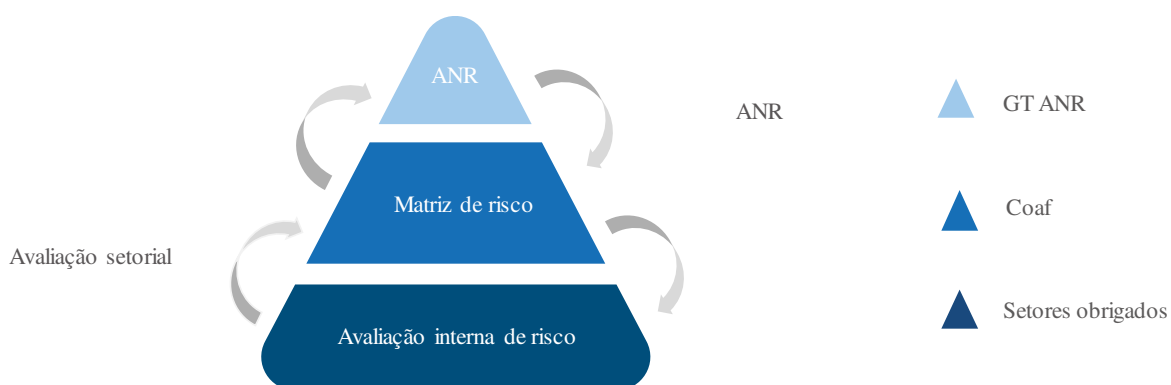 ANR
ANR
GT ANR
Matriz de risco
Coaf
Avaliação setorial
Avaliação interna de risco
Setores obrigados